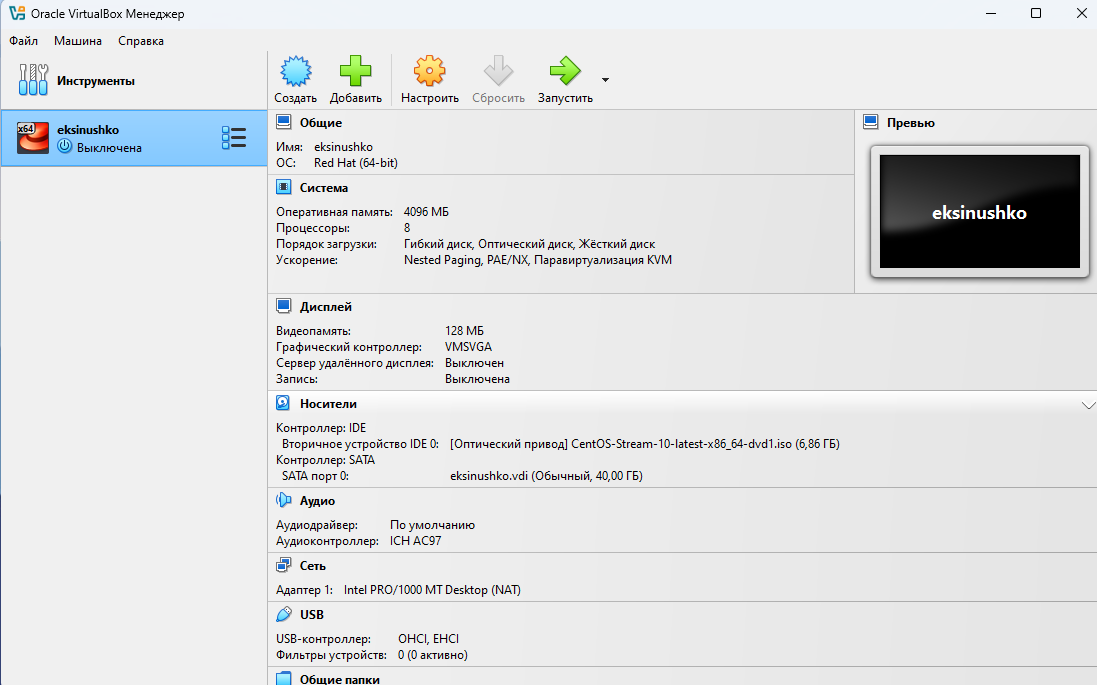 Oracle VirtualBox Менеджер
Файл Машина Справка
Инструменты
Создать Добавить Настроить Сбросить Запустить
x64
eksinushko
Выключена
Общие
Имя: eksinushko
ОС: Red Hat (64-bit)
Превью
eksinushko
Система
Оперативная память: 4096 МБ
Процессоры: 8
Порядок загрузки: Гибкий диск, Оптический диск, Жёсткий диск
Ускорение: Nested Paging, PAE/NX, Паравиртуализация KVM
Дисплей
Видеопамять: 128 МБ
Графический контроллер: VMSVGA
Сервер удалённого дисплея: Выключен
Запись: Выключена
Носители
Контроллер: IDE
Вторичное устройство IDE 0: [Оптический привод] CentOS-Stream-10-latest-x86_64-dvd1.iso (6,86 ГБ)
Контроллер: SATA
SATA порт 0: eksinushko.vdi (Обычный, 40,00 ГБ)
Аудио
Аудиодрайвер: По умолчанию
Аудиоконтроллер: ICH AC97
Сеть
Адаптер 1: Intel PRO/1000 MT Desktop (NAT)
USB
USB-контроллер: OHCI, EHCI
Фильтры устройств: 0 (0 активно)
Общие папки